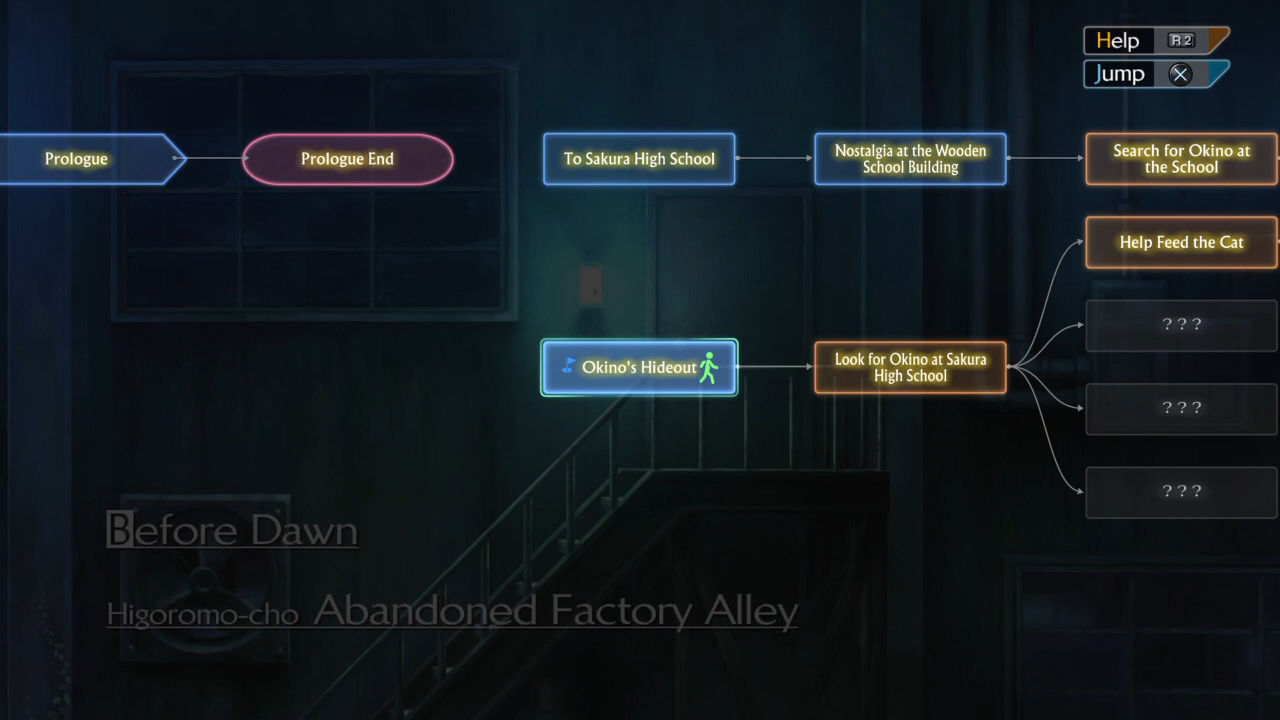 Help R2
Jump
Prologue
Prologue End
To Sakura High School
Nostalgia at the Wooden
School Building
Search for Okino at
the School
Help Feed the Cat
? ? ?
Okino's Hideout
Look for Okino at Sakura
High School
? ? ?
? ? ?
Before Dawn
Higoromo-cho Abandoned Factory Alley